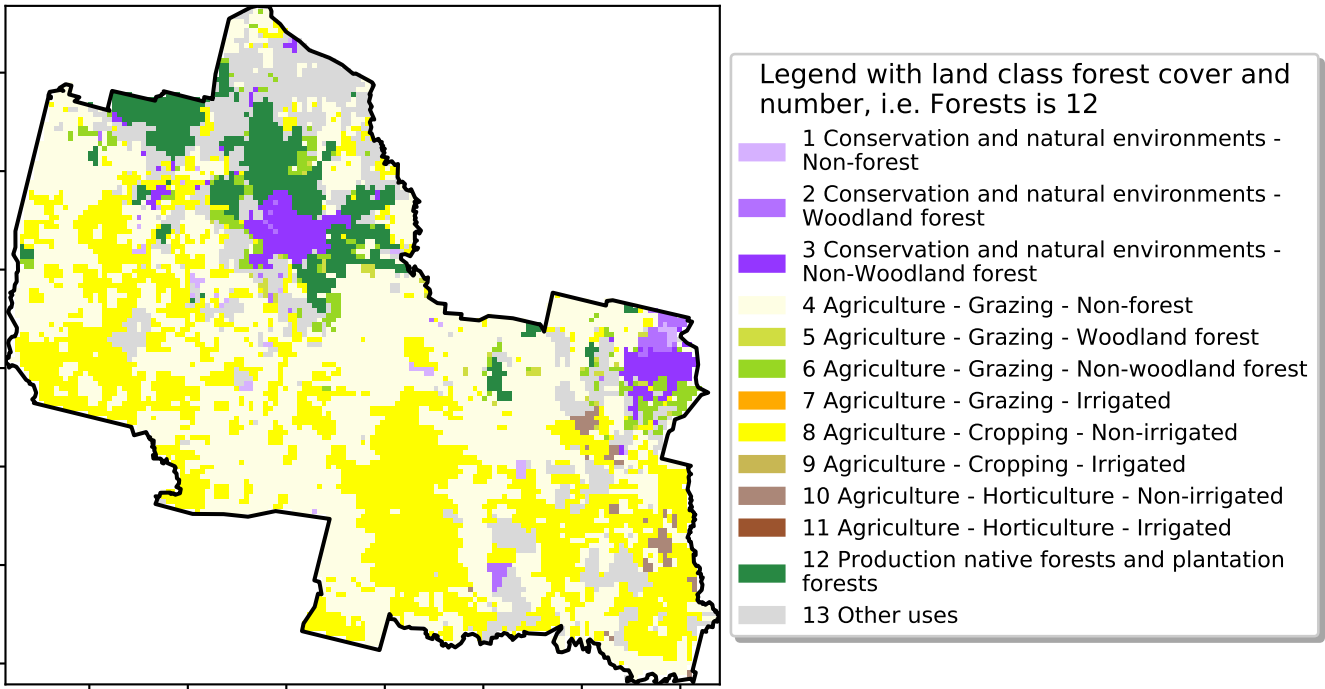 Legend with land class forest cover and
number, i.e. Forests is 12
1 Conservation and natural environments -
Non-forest
2 Conservation and natural environments -
Woodland forest
3 Conservation and natural environments -
Non-Woodland forest
4 Agriculture - Grazing - Non-forest
5 Agriculture - Grazing - Woodland forest
6 Agriculture - Grazing - Non-woodland forest
7 Agriculture - Grazing - Irrigated
8 Agriculture - Cropping - Non-irrigated
9 Agriculture - Cropping - Irrigated
10 Agriculture - Horticulture - Non-irrigated
11 Agriculture - Horticulture - Irrigated
12 Production native forests and plantation
forests
13 Other uses